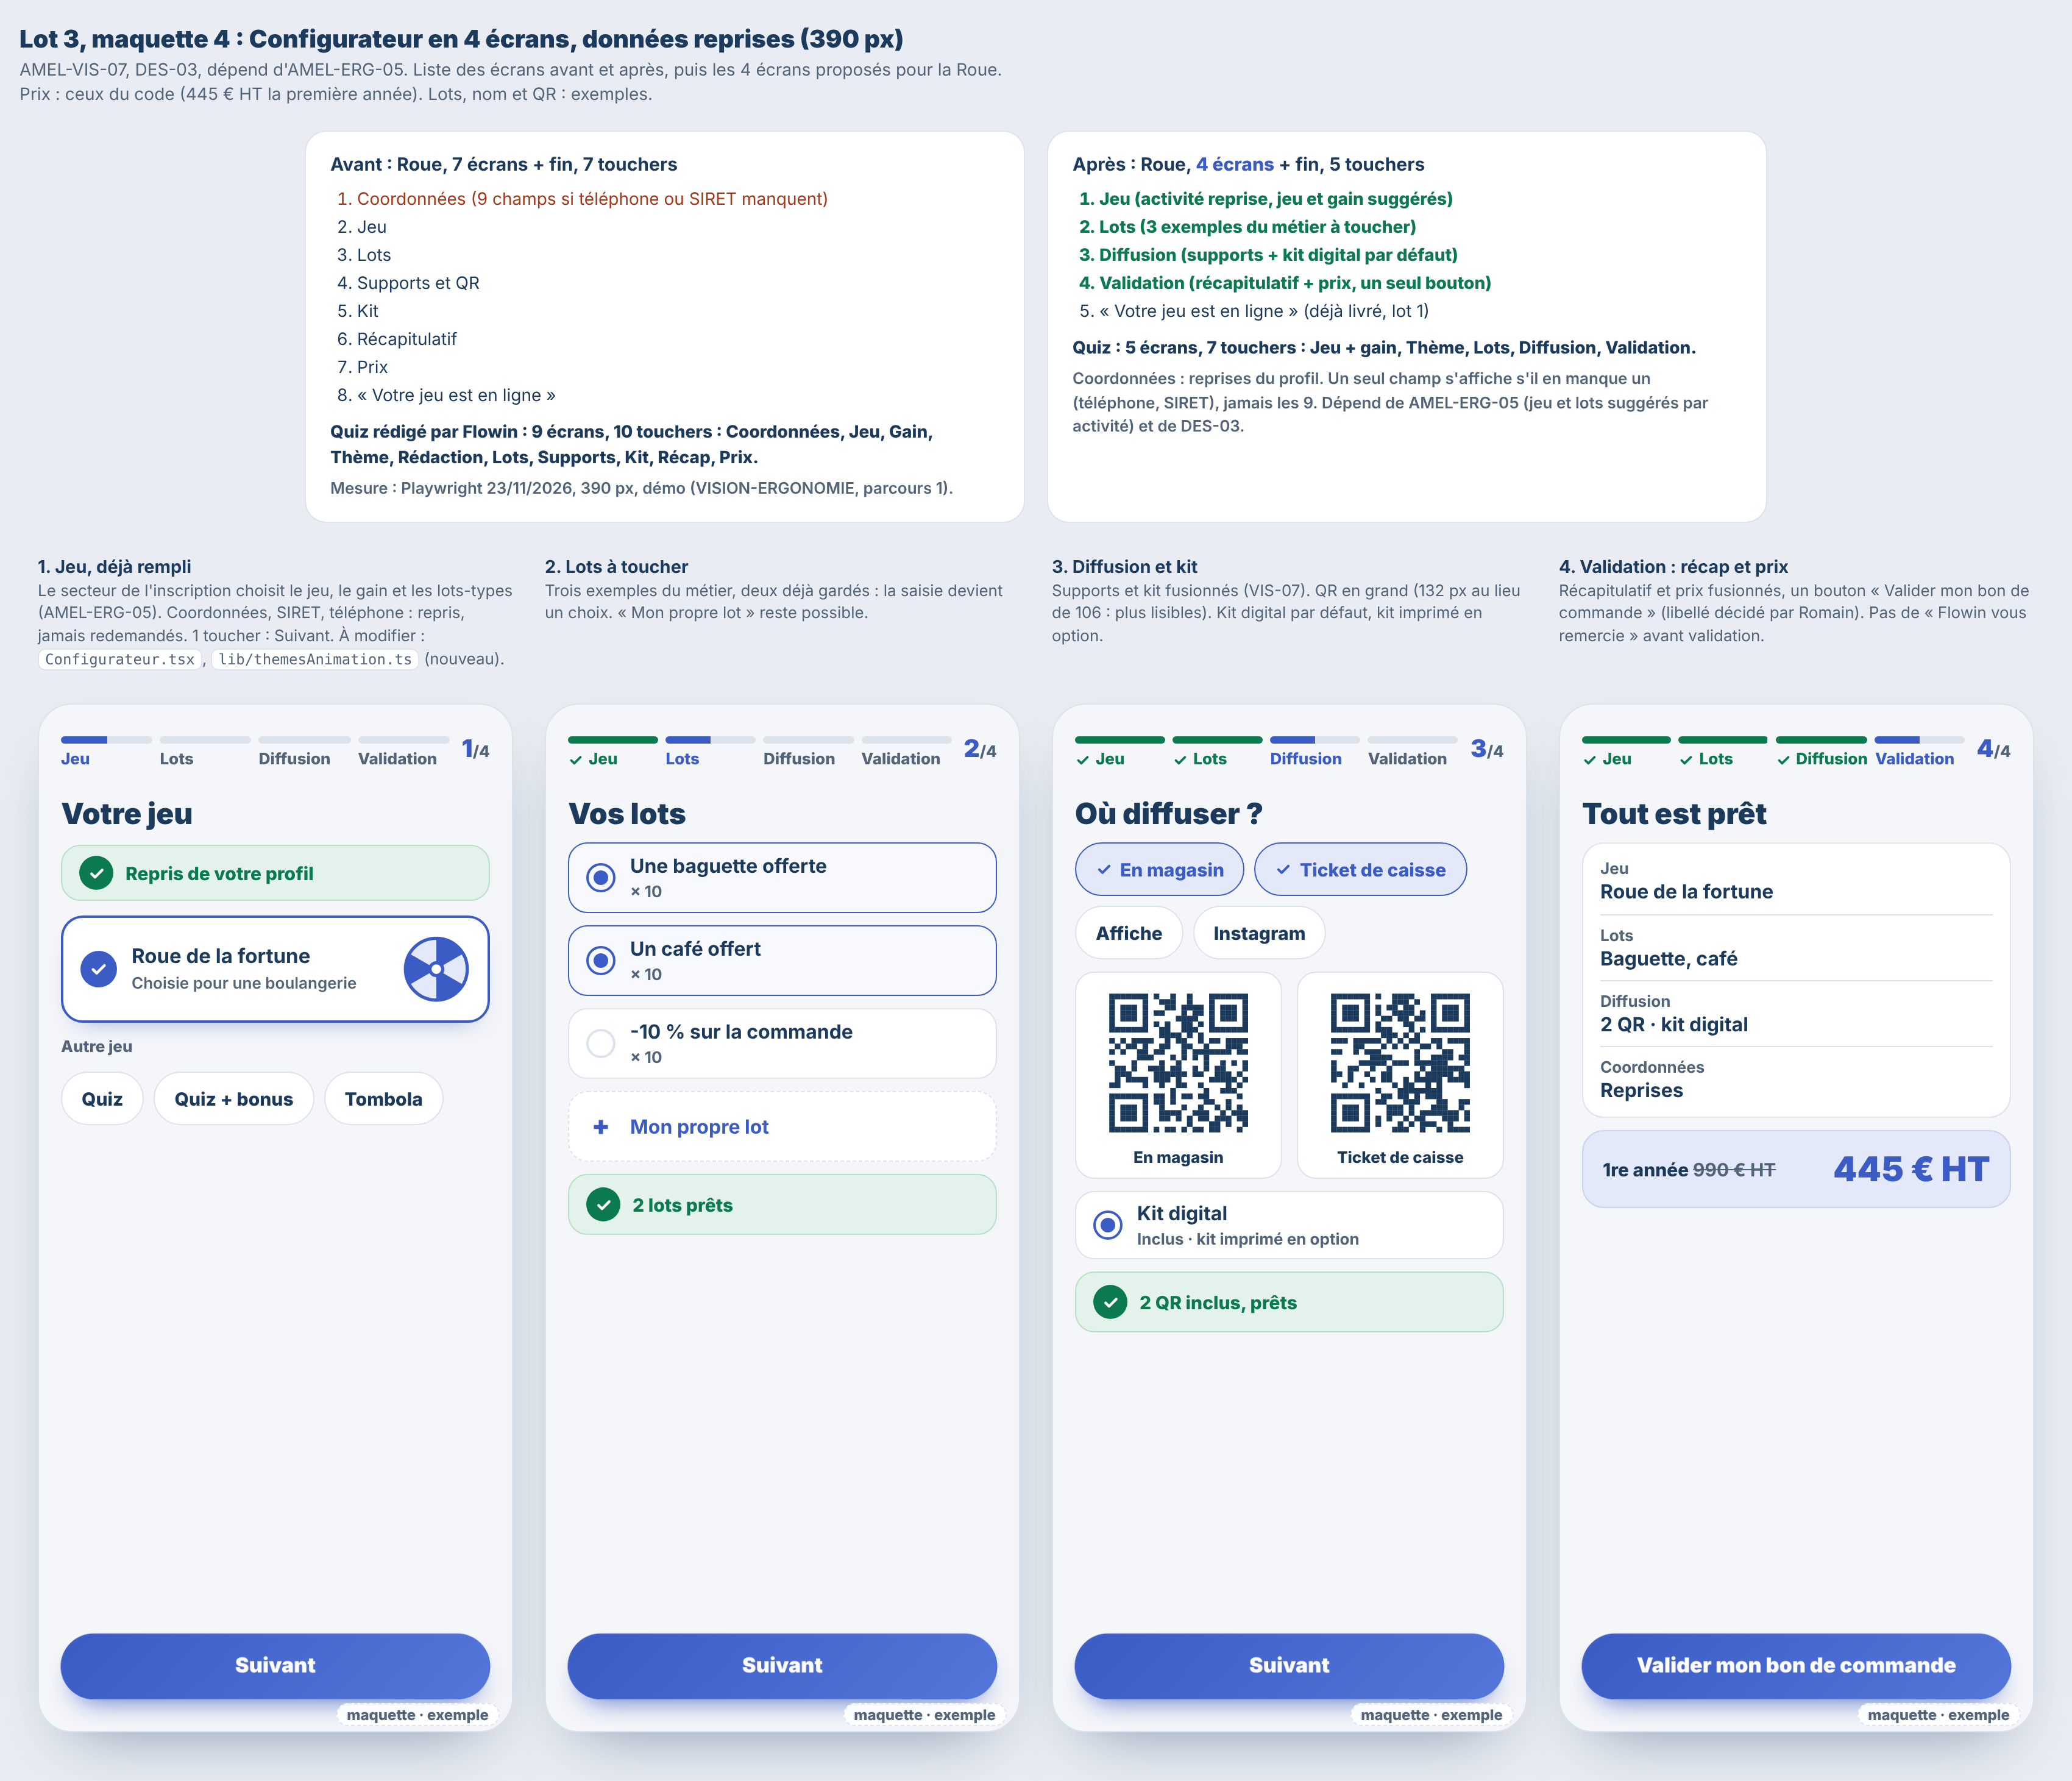 Lot 3, maquette 4 : Configurateur en 4 écrans, données reprises (390 px)
AMEL-VIS-07, DES-03, dépend d'AMEL-ERG-05. Liste des écrans avant et après, puis les 4 écrans proposés pour la Roue.
Prix : ceux du code (445 € HT la première année). Lots, nom et QR : exemples.
Avant : Roue, 7 écrans + fin, 7 touchers
1. Coordonnées (9 champs si téléphone ou SIRET manquent)
2. Jeu
3. Lots
4. Supports et QR
5. Kit
6. Récapitulatif
7. Prix
8. « Votre jeu est en ligne »
Quiz rédigé par Flowin : 9 écrans, 10 touchers : Coordonnées, Jeu, Gain,
Thème, Rédaction, Lots, Supports, Kit, Récap, Prix.
Mesure : Playwright 23/11/2026, 390 px, démo (VISION-ERGONOMIE, parcours 1).
Après : Roue, 4 écrans + fin, 5 touchers
1. Jeu (activité reprise, jeu et gain suggérés)
2. Lots (3 exemples du métier à toucher)
3. Diffusion (supports + kit digital par défaut)
4. Validation (récapitulatif + prix, un seul bouton)
5. « Votre jeu est en ligne » (déjà livré, lot 1)
Quiz : 5 écrans, 7 touchers : Jeu + gain, Thème, Lots, Diffusion, Validation.
Coordonnées : reprises du profil. Un seul champ s'affiche s'il en manque un
(téléphone, SIRET), jamais les 9. Dépend de AMEL-ERG-05 (jeu et lots suggérés par
activité) et de DES-03.
1. Jeu, déjà rempli
Le secteur de l'inscription choisit le jeu, le gain et les lots-types
(AMEL-ERG-05). Coordonnées, SIRET, téléphone : repris,
jamais redemandés. 1 toucher : Suivant. À modifier :
Configurateur.tsx, lib/themesAnimation.ts (nouveau).
2. Lots à toucher
Trois exemples du métier, deux déjà gardés : la saisie devient
un choix. « Mon propre lot » reste possible.
3. Diffusion et kit
Supports et kit fusionnés (VIS-07). QR en grand (132 px au lieu
de 106 : plus lisibles). Kit digital par défaut, kit imprimé en
option.
4. Validation : récap et prix
Récapitulatif et prix fusionnés, un bouton « Valider mon bon de
commande » (libellé décidé par Romain). Pas de « Flowin vous
remercie » avant validation.
Jeu Lots Diffusion Validation 1/4
Votre jeu
Repris de votre profil
Roue de la fortune
Choisie pour une boulangerie
Autre jeu
Quiz
Quiz + bonus
Tombola
Suivant
maquette · exemple
✓ Jeu Lots Diffusion Validation 2/4
Vos lots
Une baguette offerte
× 10
Un café offert
× 10
-10 % sur la commande
× 10
+ Mon propre lot
2 lots prêts
Suivant
maquette · exemple
✓ Jeu ✓ Lots Diffusion Validation 3/4
Où diffuser ?
✓ En magasin
✓ Ticket de caisse
Affiche
Instagram
En magasin
Ticket de caisse
Kit digital
Inclus · kit imprimé en option
2 QR inclus, prêts
Suivant
maquette · exemple
✓ Jeu ✓ Lots ✓ Diffusion Validation 4/4
Tout est prêt
Jeu
Roue de la fortune
Lots
Baguette, café
Diffusion
2 QR · kit digital
Coordonnées
Reprises
1re année 990 € HT 445 € HT
Valider mon bon de commande
maquette · exemple